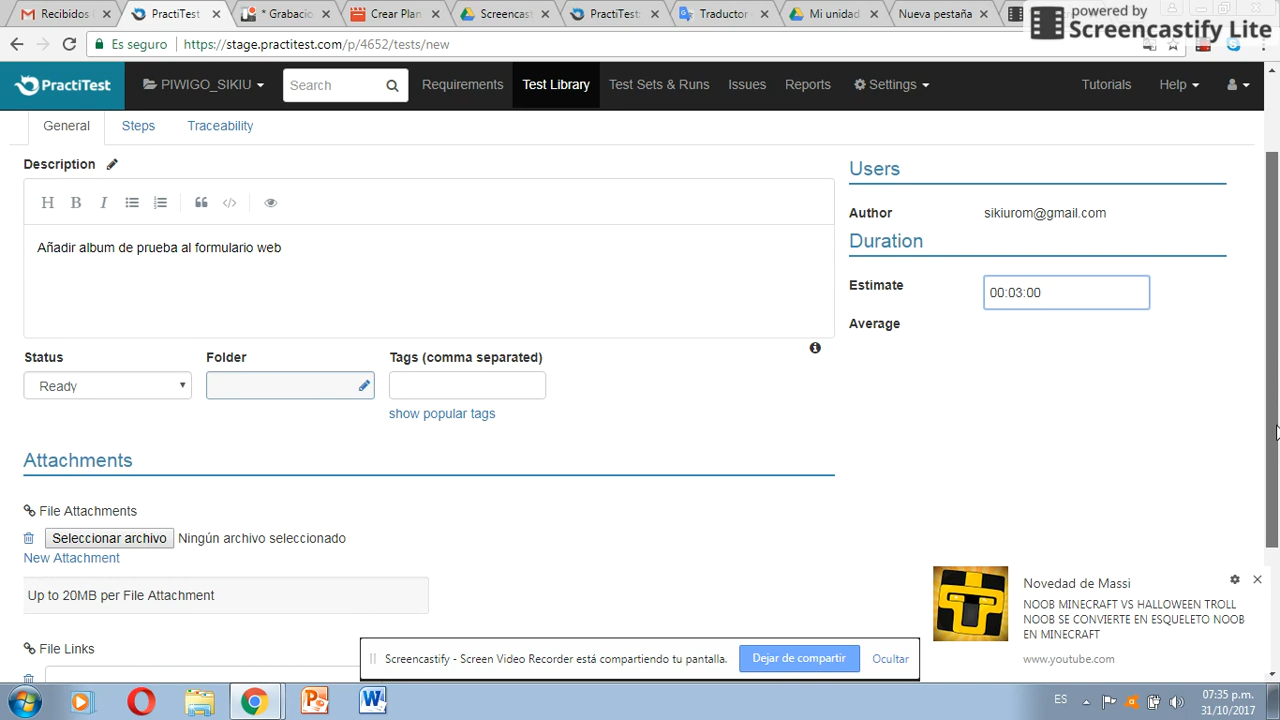 Recibidos
PractiTest
* Grabació
Crear Plan
Screencast
PractiTest
Traductor
Mi unidad
Nueva pestaña
powered by
Screencastify Lite
Es seguro
https://stage.practitest.com/p/4652/tests/new
PractiTest
PIWIGO_SIKIU
Search
Requirements
Test Library
Test Sets & Runs
Issues
Reports
Settings
Tutorials
Help
General
Steps
Traceability
Description
H B I
Añadir album de prueba al formulario web
Users
Author
sikiurom@gmail.com
Duration
Estimate
00:03:00
Average
Status
Folder
Tags (comma separated)
Ready
show popular tags
Attachments
File Attachments
Seleccionar archivo
Ningún archivo seleccionado
New Attachment
Up to 20MB per File Attachment
File Links
Novedad de Massi
NOOB MINECRAFT VS HALLOWEEN TROLL
NOOB SE CONVIERTE EN ESQUELETO NOOB
EN MINECRAFT
www.youtube.com
Screencastify - Screen Video Recorder está compartiendo tu pantalla.
Dejar de compartir
Ocultar
ES
07:35 p.m.
31/10/2017